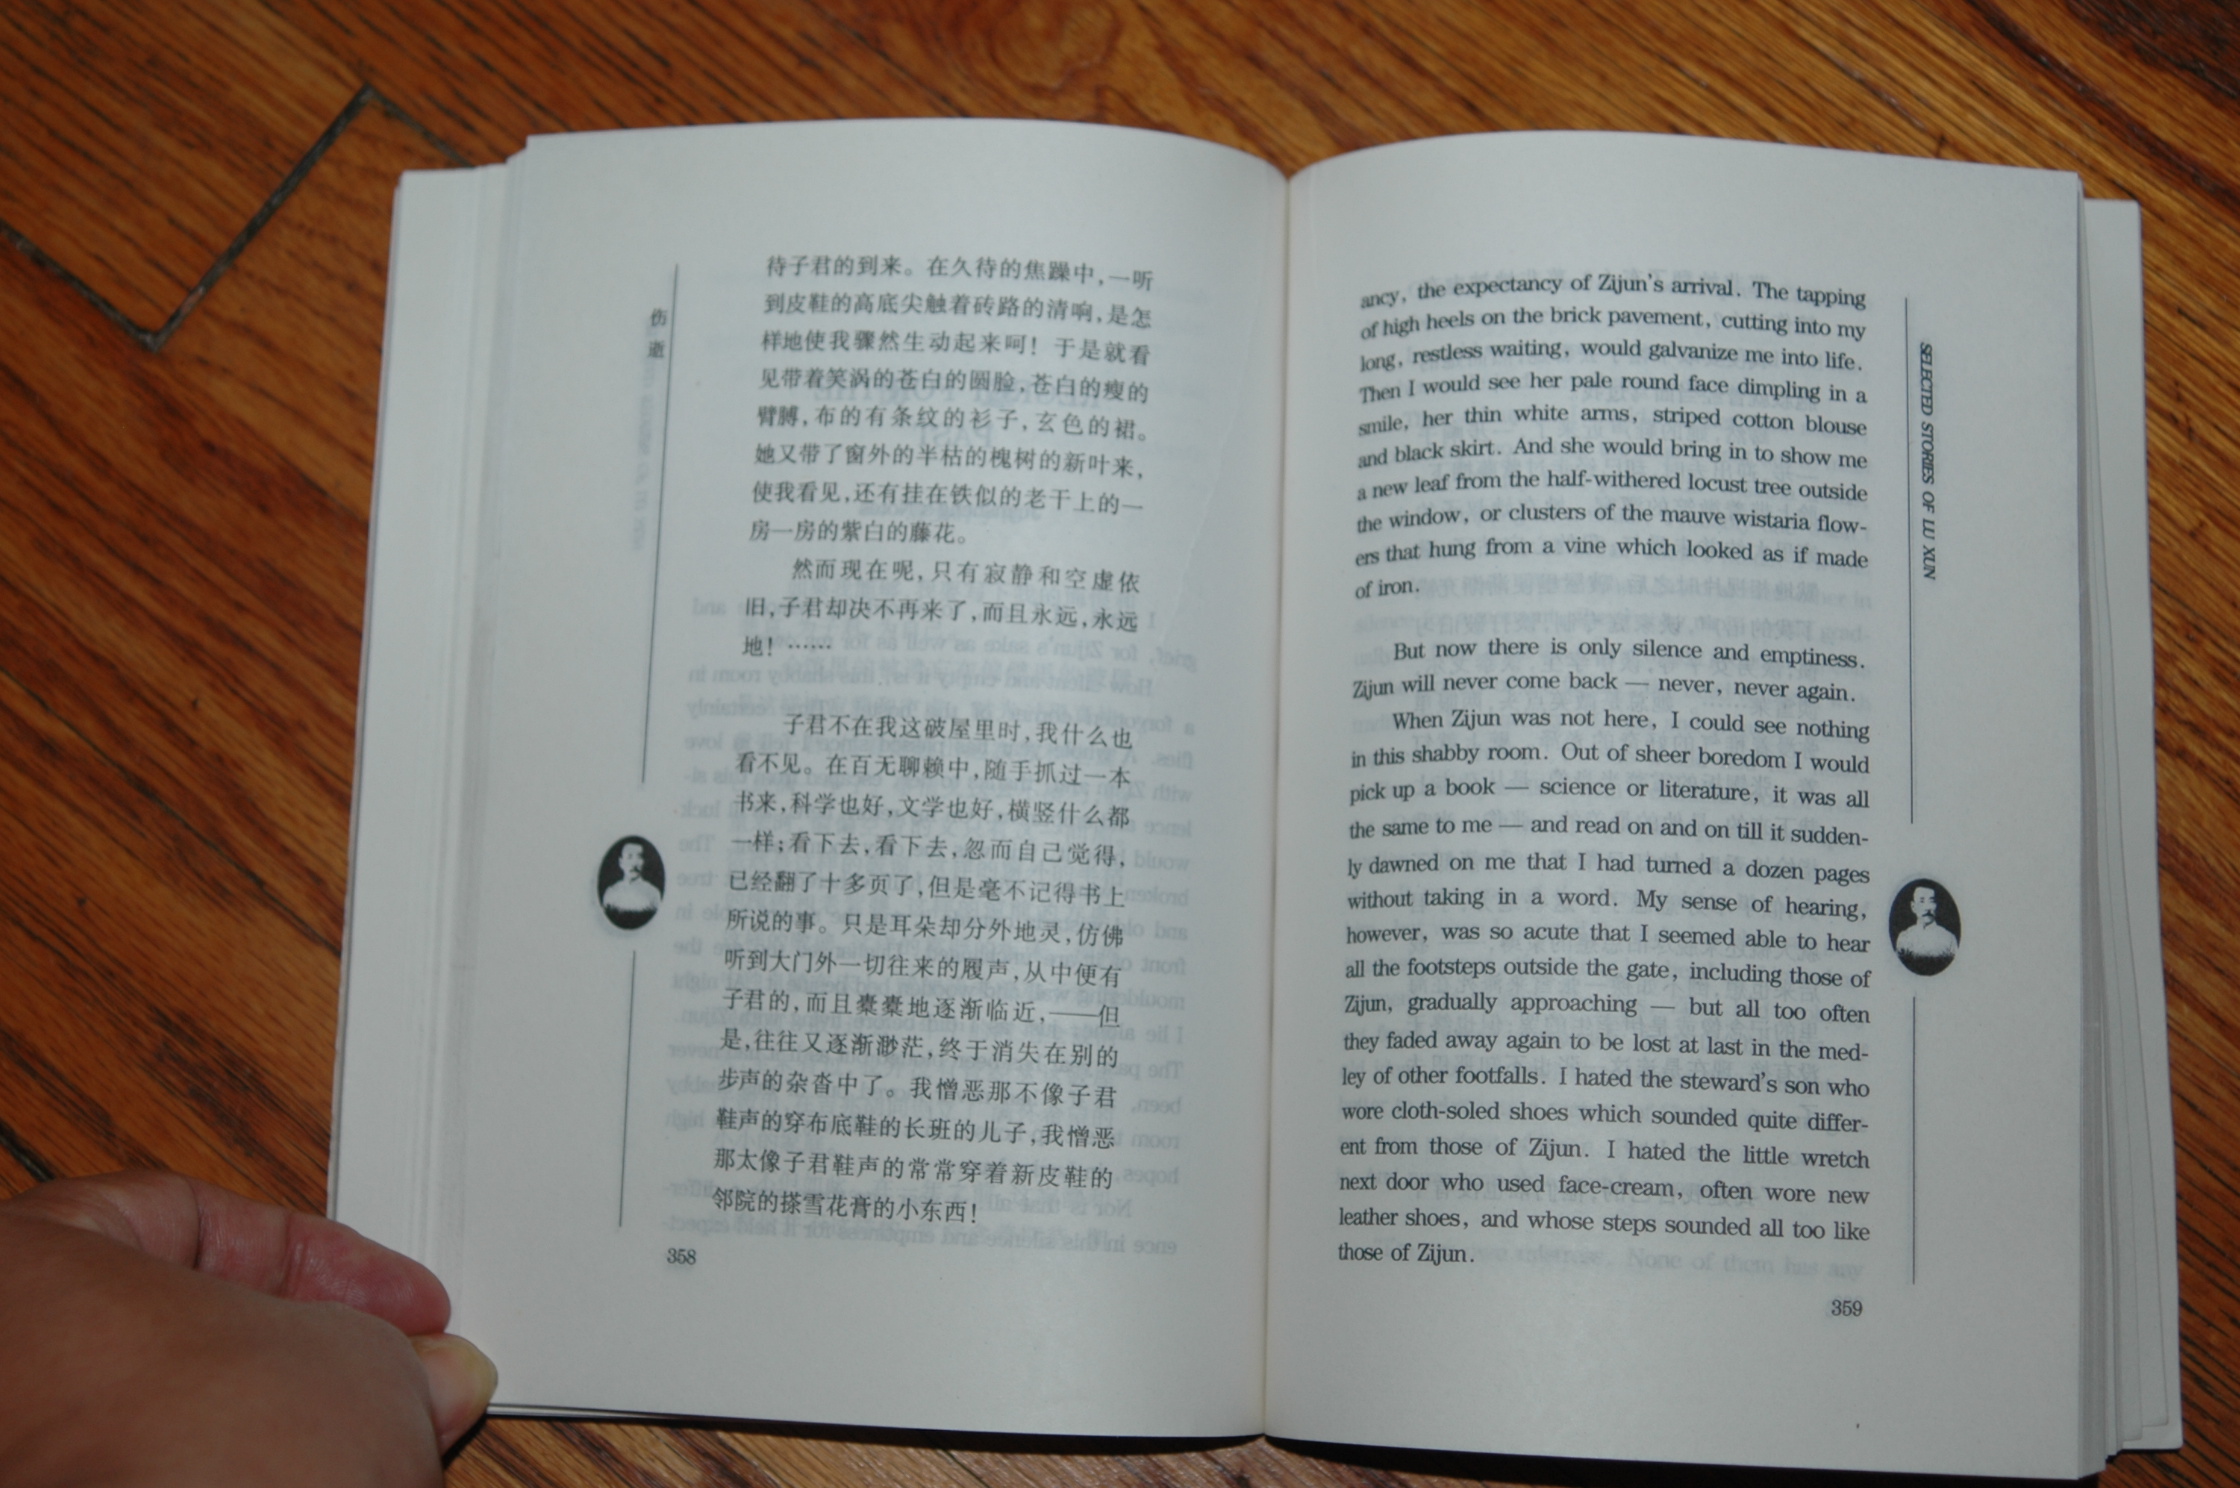 伤逝
待子君的到来。在久待的焦躁中,一听
到皮鞋的高底尖触着砖路的清响,是怎
样地使我骤然生动起来呵！于是就看
见带着笑涡的苍白的圆脸,苍白的瘦的
臂膊,布的有条纹的衫子,玄色的裙。
她又带了窗外的半枯的槐树的新叶来,
使我看见,还有挂在铁似的老干上的一
房一房的紫白的藤花。
然而现在呢,只有寂静和空虚依
旧,子君却决不再来了,而且永远,永远
地！……
子君不在我这破屋里时,我什么也
看不见。在百无聊赖中,随手抓过一本
书来,科学也好,文学也好,横竖什么都
一样；看下去,看下去,忽而自己觉得,
已经翻了十多页了,但是毫不记得书上
所说的事。只是耳朵却分外地灵,仿佛
听到大门外一切往来的履声,从中便有
子君的,而且橐橐地逐渐临近,——但
是,往往又逐渐渺茫,终于消失在别的
步声的杂沓中了。我憎恶那不像子君
鞋声的穿布底鞋的长班的儿子,我憎恶
那太像子君鞋声的常常穿着新皮鞋的
邻院的搽雪花膏的小东西！
358
ancy, the expectancy of Zijun's arrival. The tapping
of high heels on the brick pavement, cutting into my
long, restless waiting, would galvanize me into life.
Then I would see her pale round face dimpling in a
smile, her thin white arms, striped cotton blouse
and black skirt. And she would bring in to show me
a new leaf from the half-withered locust tree outside
the window, or clusters of the mauve wistaria flow-
ers that hung from a vine which looked as if made
of iron.
But now there is only silence and emptiness.
Zijun will never come back — never, never again.
When Zijun was not here, I could see nothing
in this shabby room. Out of sheer boredom I would
pick up a book — science or literature, it was all
the same to me — and read on and on till it sudden-
ly dawned on me that I had turned a dozen pages
without taking in a word. My sense of hearing,
however, was so acute that I seemed able to hear
all the footsteps outside the gate, including those of
Zijun, gradually approaching — but all too often
they faded away again to be lost at last in the med-
ley of other footfalls. I hated the steward's son who
wore cloth-soled shoes which sounded quite differ-
ent from those of Zijun. I hated the little wretch
next door who used face-cream, often wore new
leather shoes, and whose steps sounded all too like
those of Zijun.
SELECTED STORIES OF LU XUN
359